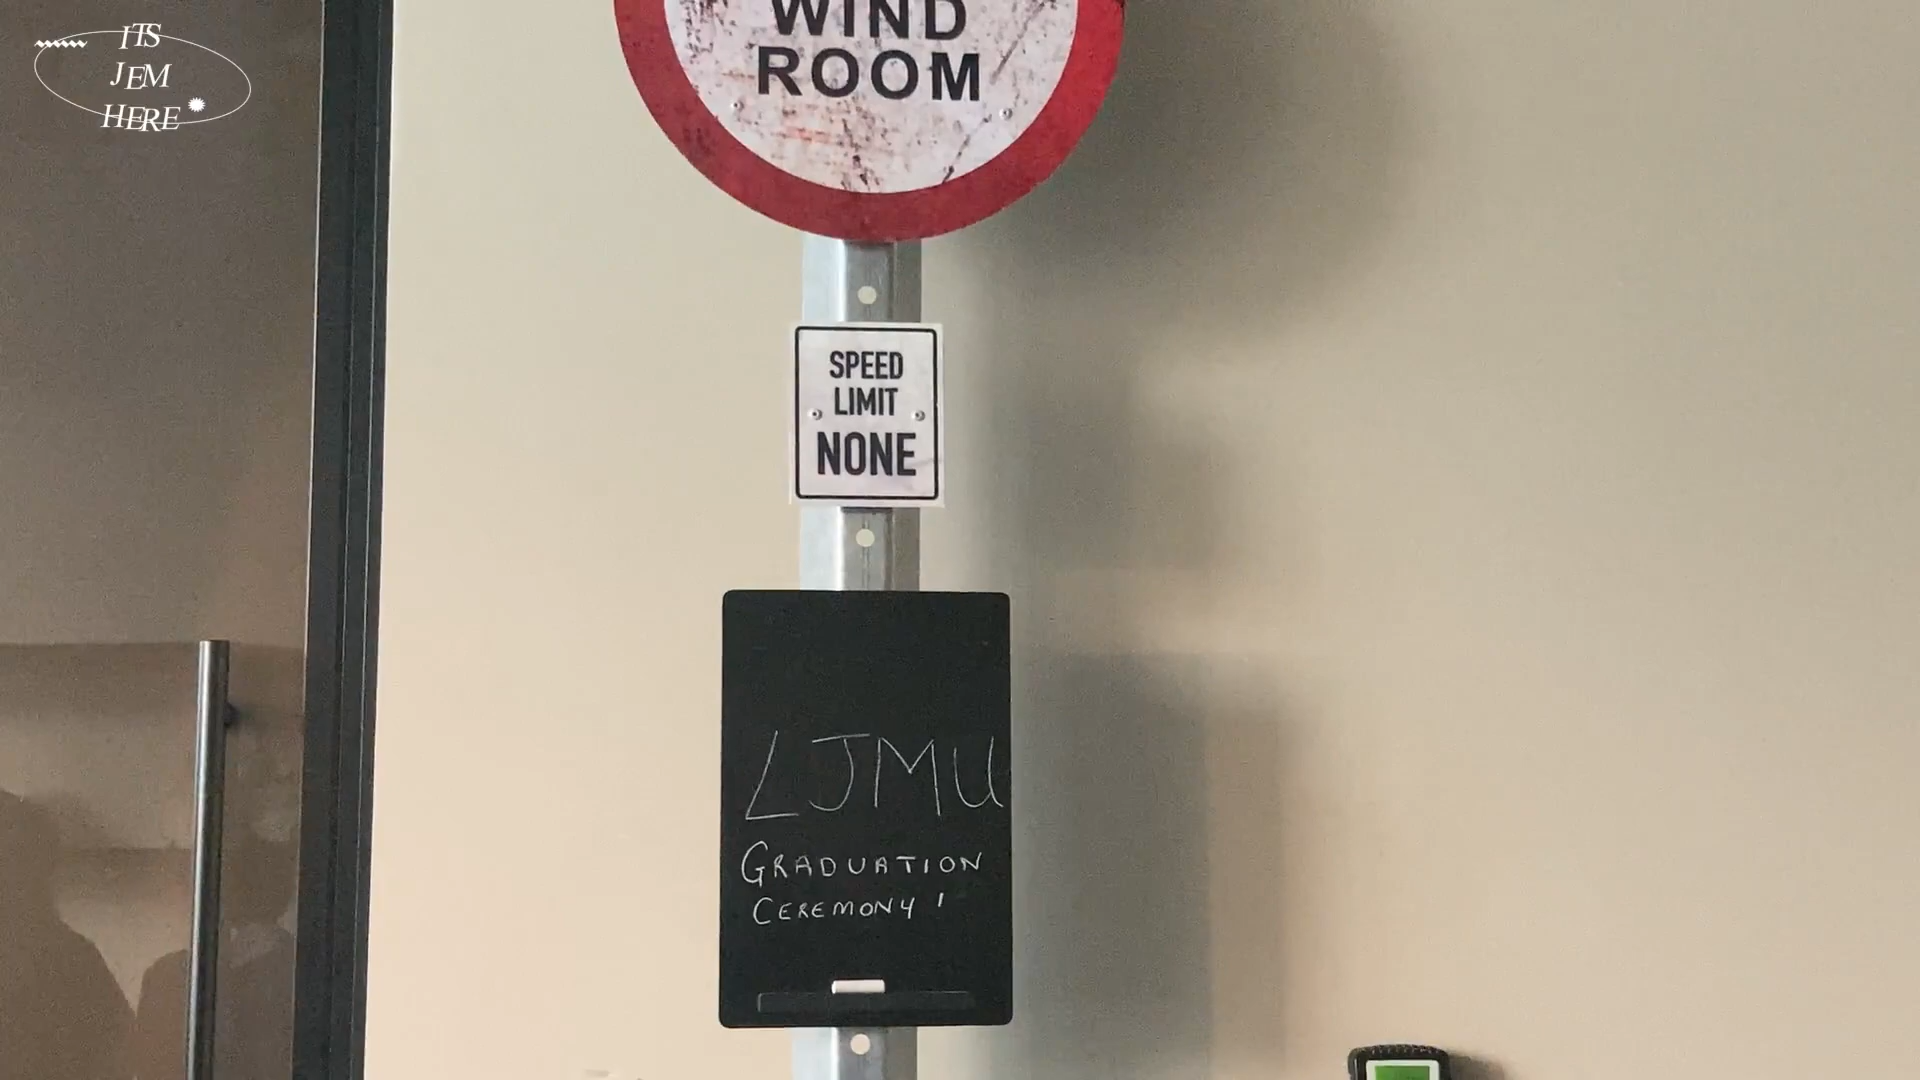 ITS
JEM
HERE
WIND
ROOM
SPEED
LIMIT
NONE
LJMU
GRADUATION
CEREMONY!